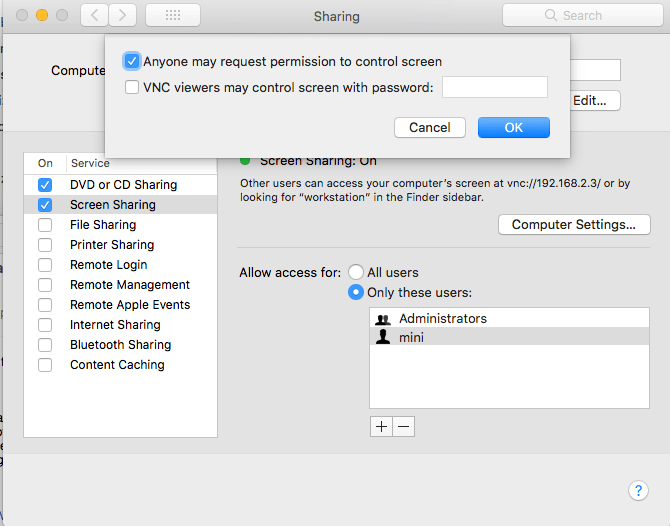 Sharing
Search
Anyone may request permission to control screen
VNC viewers may control screen with password:
Cancel
OK
Compute
Edit...
On Service
DVD or CD Sharing
Screen Sharing
File Sharing
Printer Sharing
Remote Login
Remote Management
Remote Apple Events
Internet Sharing
Bluetooth Sharing
Content Caching
Screen Sharing: On
Other users can access your computer's screen at vnc://192.168.2.3/ or by
looking for “workstation” in the Finder sidebar.
Computer Settings...
Allow access for:
All users
Only these users:
Administrators
mini
+
−
?